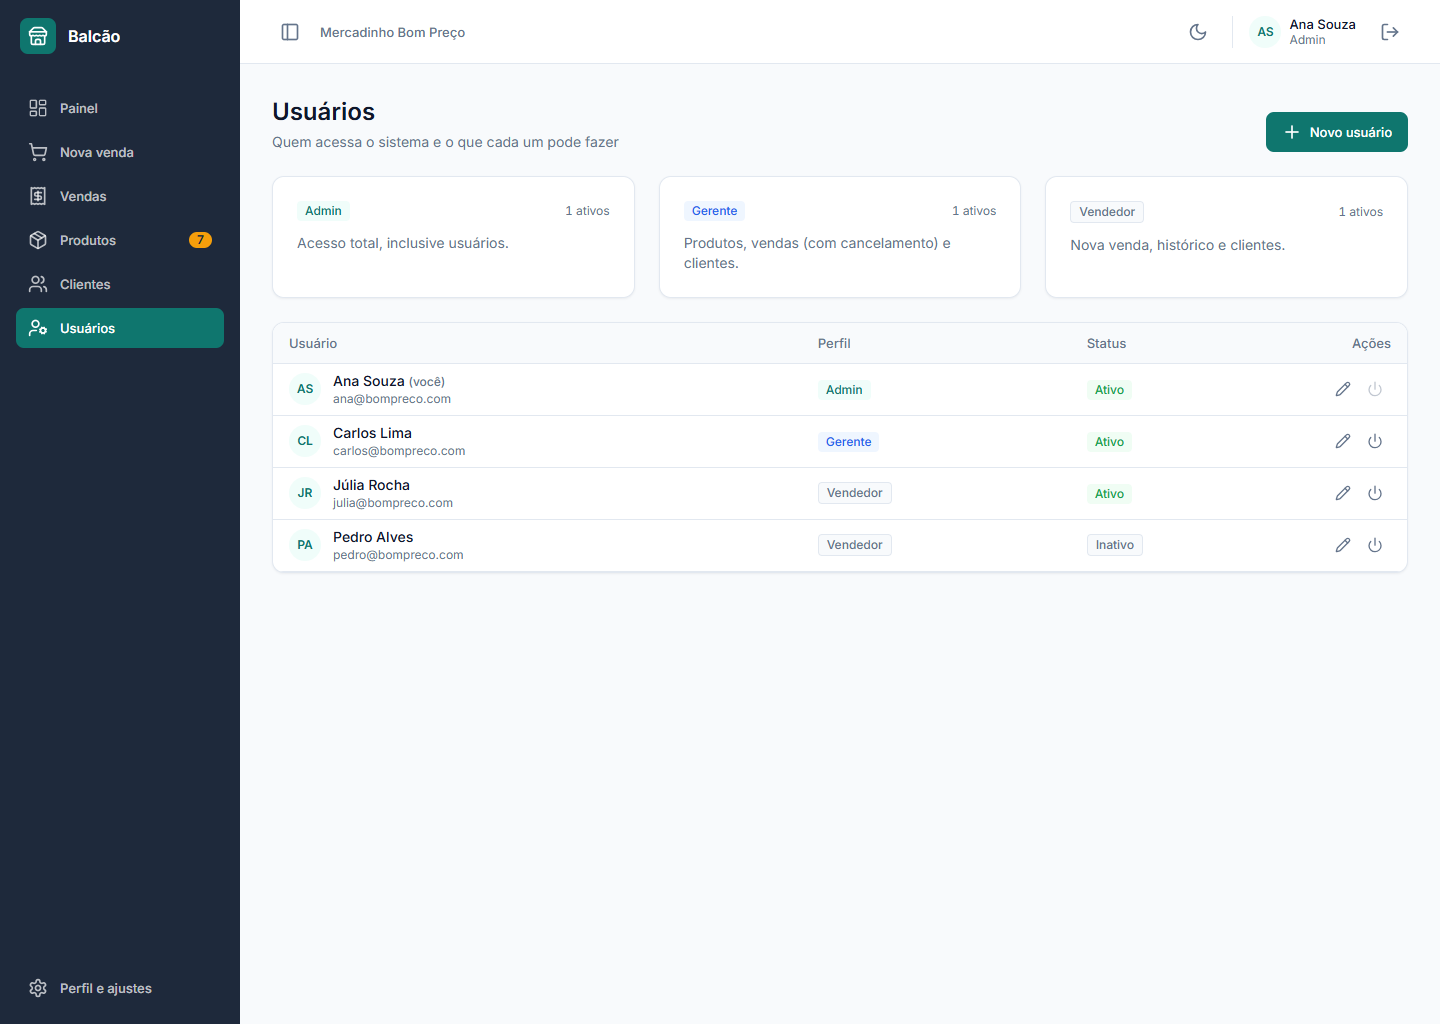 Balcão
Painel
Nova venda
Vendas
Produtos 7
Clientes
Usuários
Perfil e ajustes
Mercadinho Bom Preço
AS
Ana Souza
Admin
Usuários
Quem acessa o sistema e o que cada um pode fazer
Novo usuário
Admin 1 ativos
Acesso total, inclusive usuários.
Gerente 1 ativos
Produtos, vendas (com cancelamento) e
clientes.
Vendedor 1 ativos
Nova venda, histórico e clientes.
Usuário Perfil Status Ações
AS Ana Souza (você) Admin Ativo
ana@bompreco.com
CL Carlos Lima Gerente Ativo
carlos@bompreco.com
JR Júlia Rocha Vendedor Ativo
julia@bompreco.com
PA Pedro Alves Vendedor Inativo
pedro@bompreco.com